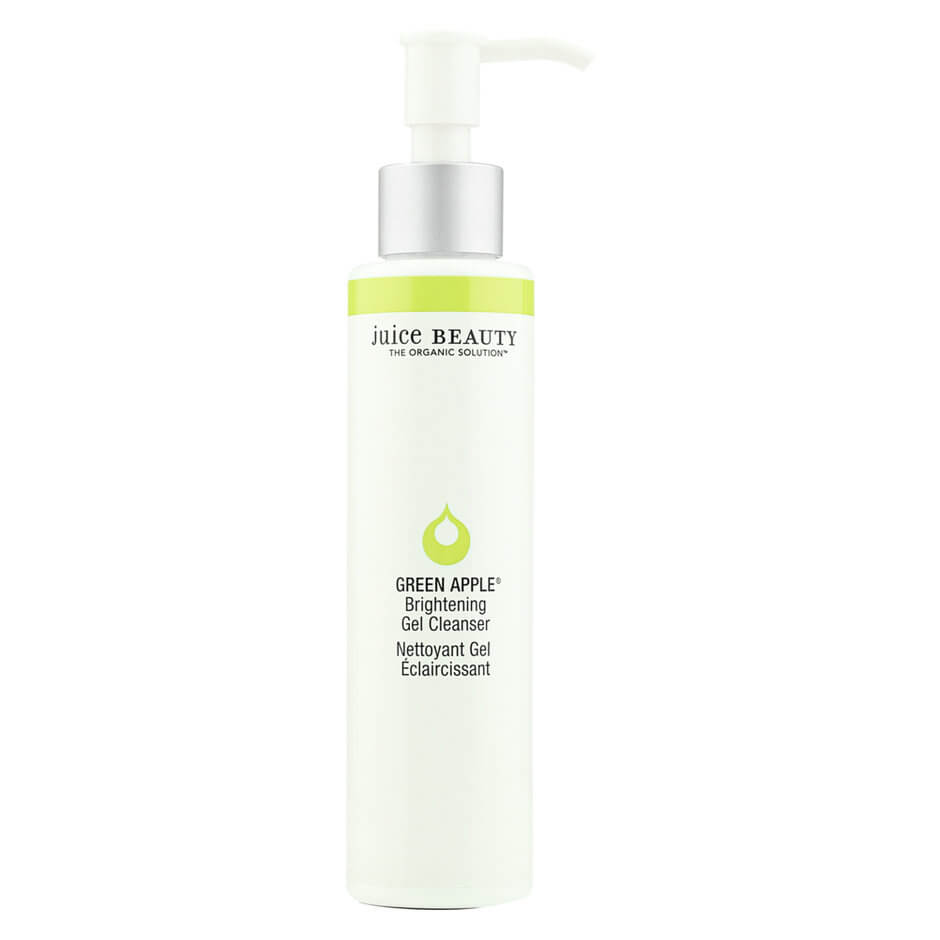 juice BEAUTY
THE ORGANIC SOLUTION™
GREEN APPLE®
Brightening
Gel Cleanser
Nettoyant Gel
Éclaircissant